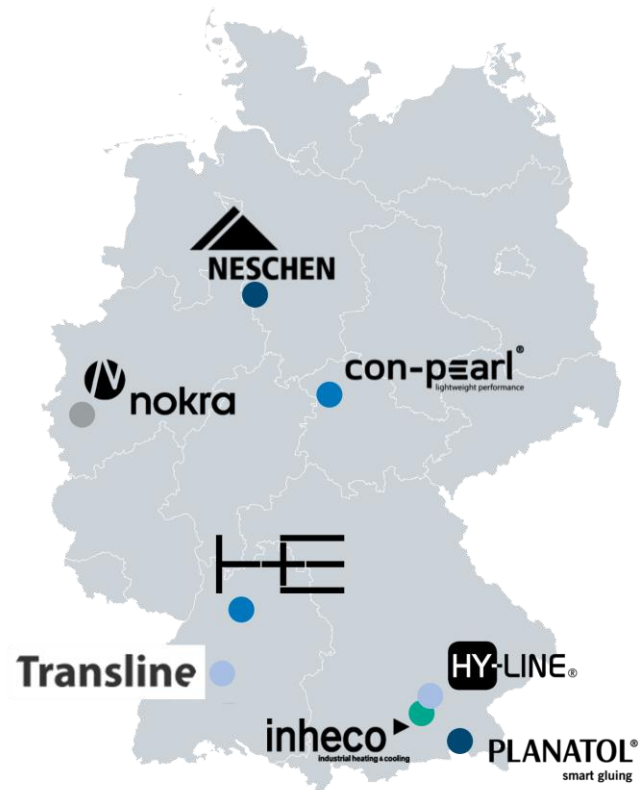 NESCHEN
con-pearl®
lightweight performance
N
nokra
H+E
Transline
HY-LINE®
inheco
industrial heating & cooling
PLANATOL®
smart gluing